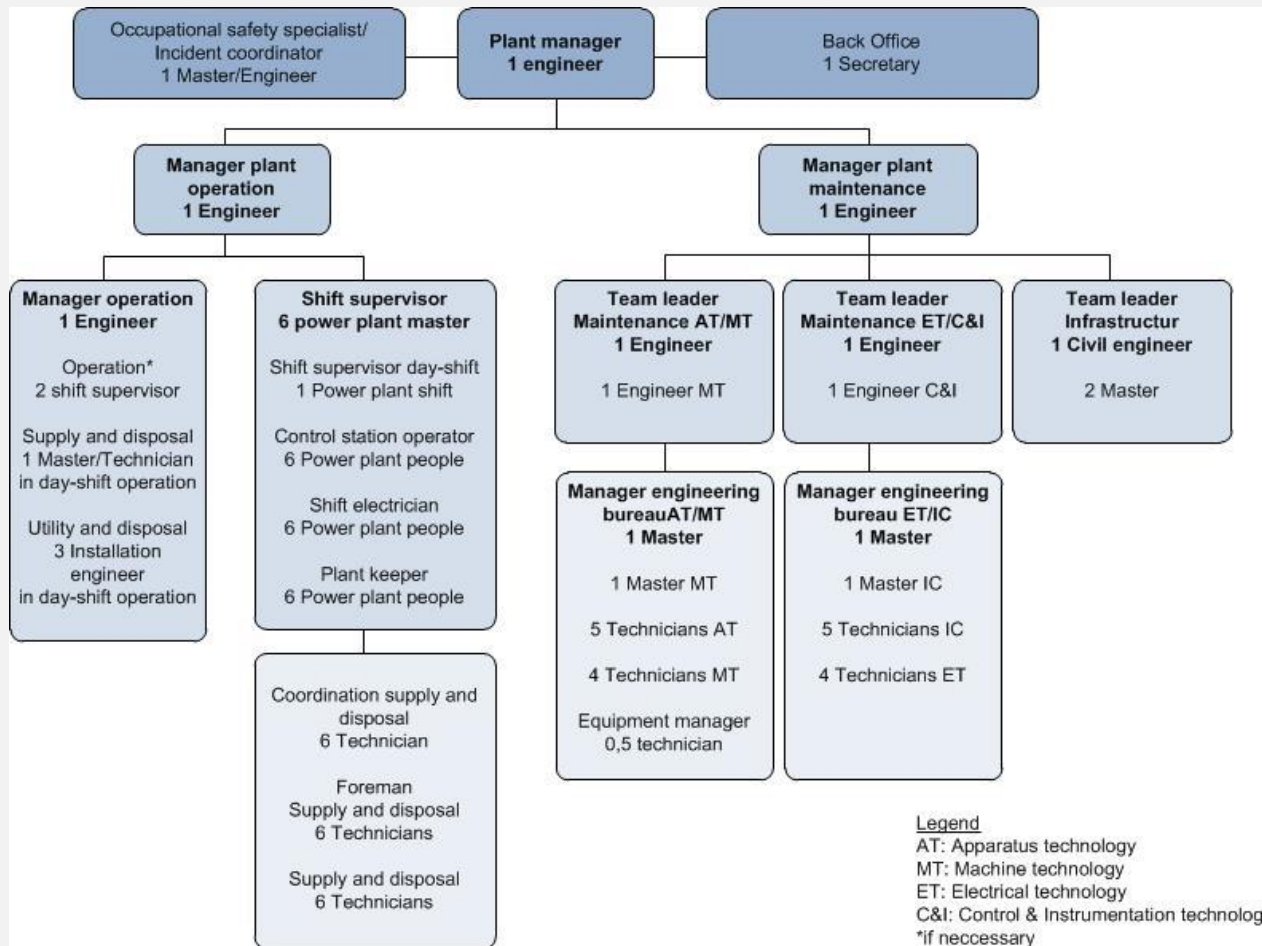 Occupational safety specialist/
Incident coordinator
1 Master/Engineer
Plant manager
1 engineer
Back Office
1 Secretary
Manager plant
operation
1 Engineer
Manager plant
maintenance
1 Engineer
Manager operation
1 Engineer
Operation*
2 shift supervisor
Supply and disposal
1 Master/Technician
in day-shift operation
Utility and disposal
3 Installation
engineer
in day-shift operation
Shift supervisor
6 power plant master
Shift supervisor day-shift
1 Power plant shift
Control station operator
6 Power plant people
Shift electrician
6 Power plant people
Plant keeper
6 Power plant people
Coordination supply and
disposal
6 Technician
Foreman
Supply and disposal
6 Technicians
Supply and disposal
6 Technicians
Team leader
Maintenance AT/MT
1 Engineer
1 Engineer MT
Manager engineering
bureauAT/MT
1 Master
1 Master MT
5 Technicians AT
4 Technicians MT
Equipment manager
0,5 technician
Team leader
Maintenance ET/C&I
1 Engineer
1 Engineer C&I
Manager engineering
bureau ET/IC
1 Master
1 Master IC
5 Technicians IC
4 Technicians ET
Team leader
Infrastructur
1 Civil engineer
2 Master
Legend
AT: Apparatus technology
MT: Machine technology
ET: Electrical technology
C&I: Control & Instrumentation technolog
*if neccessary